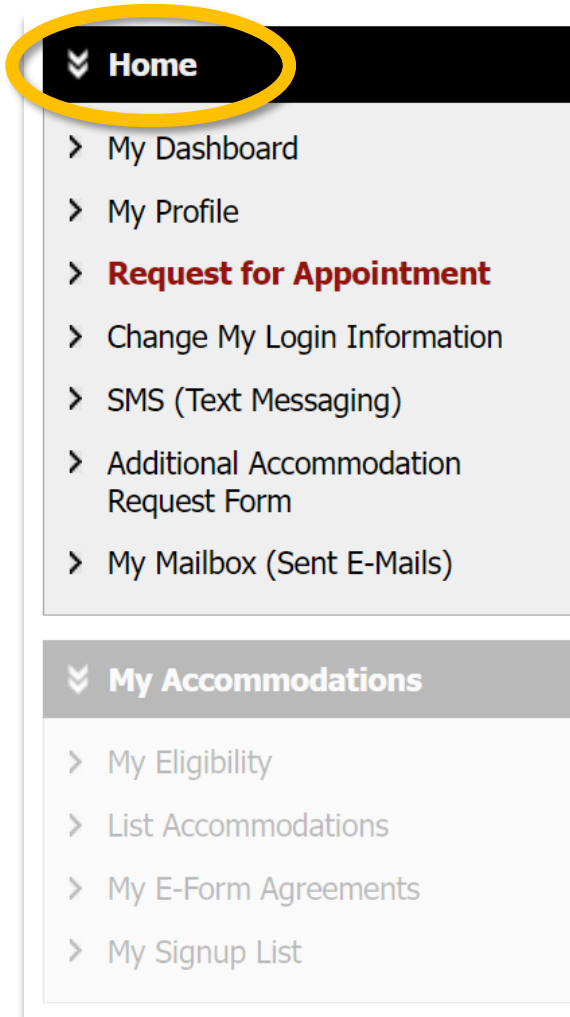 Home
My Dashboard
My Profile
Request for Appointment
Change My Login Information
SMS (Text Messaging)
Additional Accommodation
Request Form
My Mailbox (Sent E-Mails)
My Accommodations
My Eligibility
List Accommodations
My E-Form Agreements
My Signup List